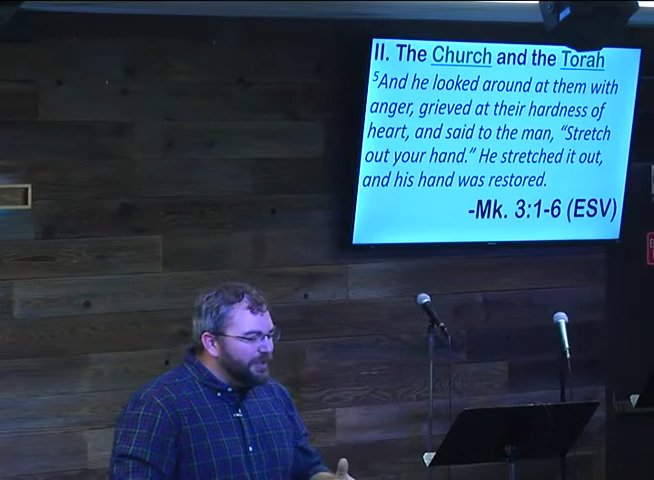 II. The Church and the Torah
5And he looked around at them with
anger, grieved at their hardness of
heart, and said to the man, “Stretch
out your hand.” He stretched it out,
and his hand was restored.
-Mk. 3:1-6 (ESV)